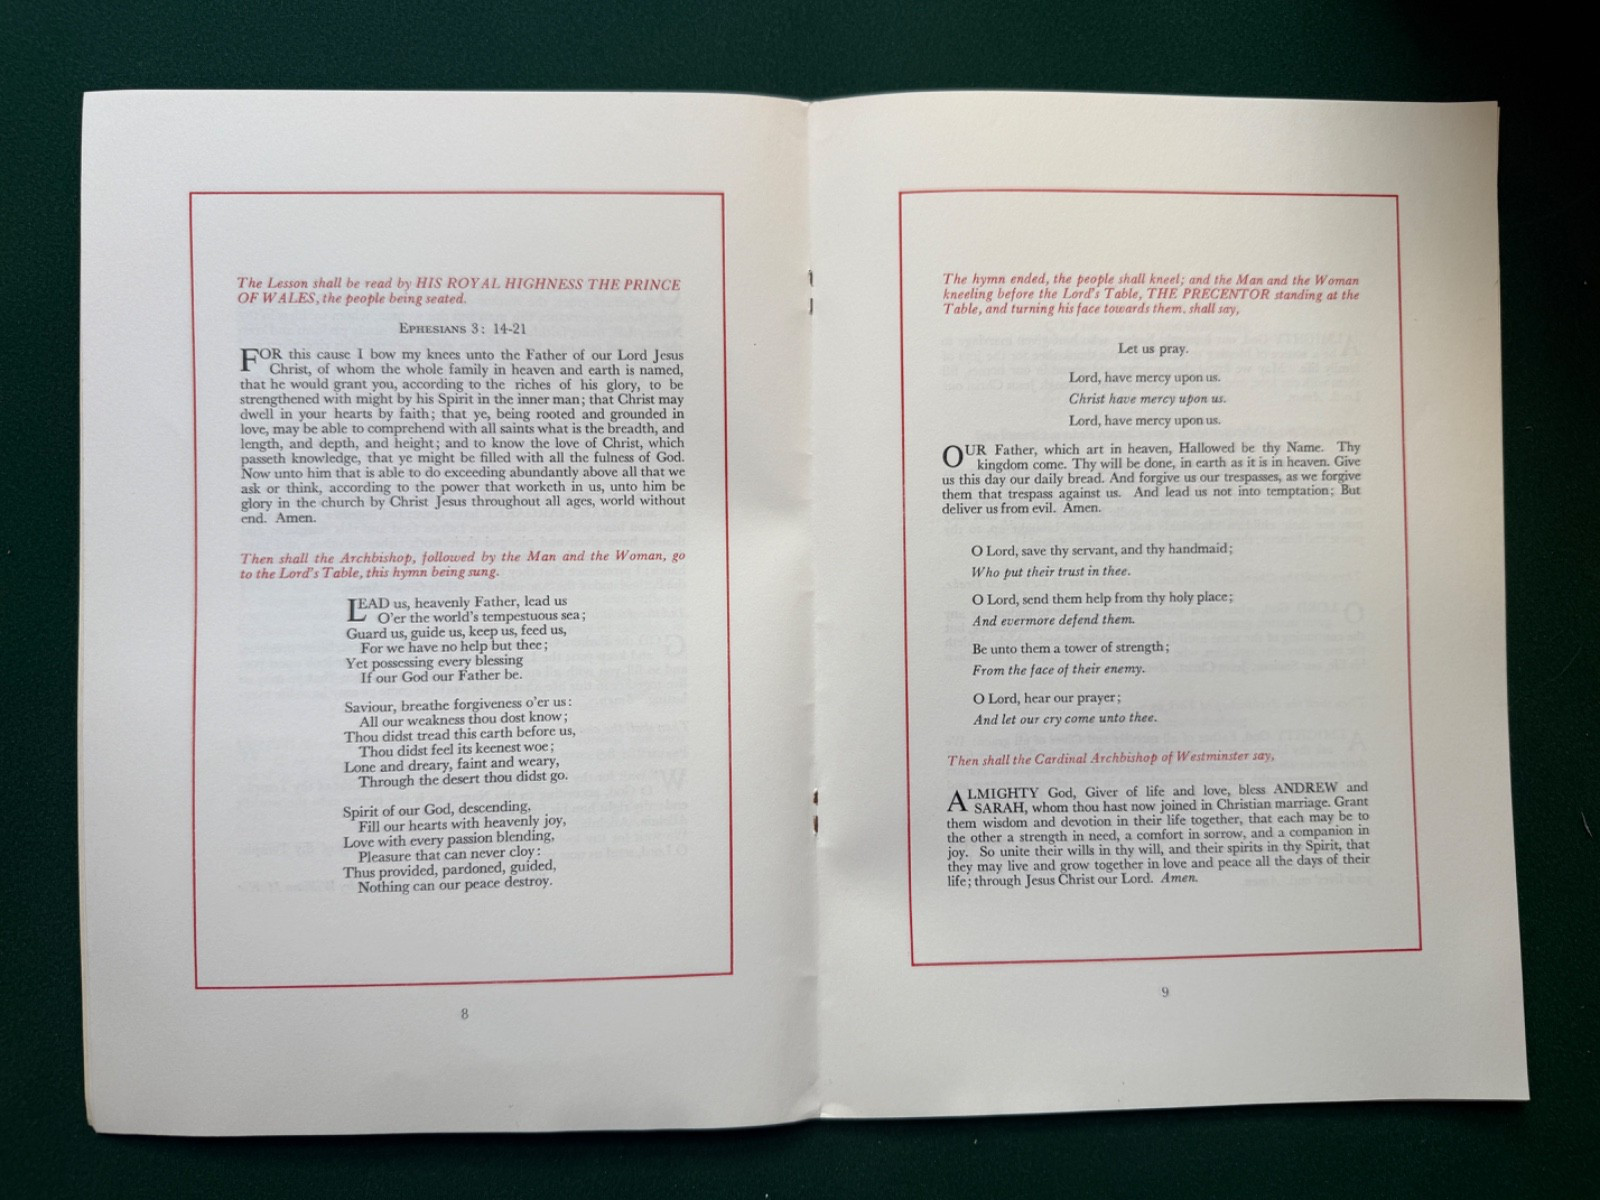 The Lesson shall be read by HIS ROYAL HIGHNESS THE PRINCE
OF WALES, the people being seated.
EPHESIANS 3: 14-21
FOR this cause I bow my knees unto the Father of our Lord Jesus
Christ, of whom the whole family in heaven and earth is named,
that he would grant you, according to the riches of his glory, to be
strengthened with might by his Spirit in the inner man; that Christ may
dwell in your hearts by faith; that ye, being rooted and grounded in
love, may be able to comprehend with all saints what is the breadth, and
length, and depth, and height; and to know the love of Christ, which
passeth knowledge, that ye might be filled with all the fulness of God.
Now unto him that is able to do exceeding abundantly above all that we
ask or think, according to the power that worketh in us, unto him be
glory in the church by Christ Jesus throughout all ages, world without
end. Amen.
Then shall the Archbishop, followed by the Man and the Woman, go
to the Lord's Table, this hymn being sung.
LEAD us, heavenly Father, lead us
O'er the world's tempestuous sea;
Guard us, guide us, keep us, feed us,
For we have no help but thee;
Yet possessing every blessing
If our God our Father be.
Saviour, breathe forgiveness o'er us:
All our weakness thou dost know;
Thou didst tread this earth before us,
Thou didst feel its keenest woe;
Lone and dreary, faint and weary,
Through the desert thou didst go.
Spirit of our God, descending,
Fill our hearts with heavenly joy,
Love with every passion blending,
Pleasure that can never cloy:
Thus provided, pardoned, guided,
Nothing can our peace destroy.
8
The hymn ended, the people shall kneel; and the Man and the Woman
kneeling before the Lord's Table, THE PRECENTOR standing at the
Table, and turning his face towards them. shall say,
Let us pray.
Lord, have mercy upon us.
Christ have mercy upon us.
Lord, have mercy upon us.
OUR Father, which art in heaven, Hallowed be thy Name. Thy
kingdom come. Thy will be done, in earth as it is in heaven. Give
us this day our daily bread. And forgive us our trespasses, as we forgive
them that trespass against us. And lead us not into temptation; But
deliver us from evil. Amen.
O Lord, save thy servant, and thy handmaid;
Who put their trust in thee.
O Lord, send them help from thy holy place;
And evermore defend them.
Be unto them a tower of strength;
From the face of their enemy.
O Lord, hear our prayer;
And let our cry come unto thee.
Then shall the Cardinal Archbishop of Westminster say,
ALMIGHTY God, Giver of life and love, bless ANDREW and
SARAH, whom thou hast now joined in Christian marriage. Grant
them wisdom and devotion in their life together, that each may be to
the other a strength in need, a comfort in sorrow, and a companion in
joy. So unite their wills in thy will, and their spirits in thy Spirit, that
they may live and grow together in love and peace all the days of their
life; through Jesus Christ our Lord. Amen.
9